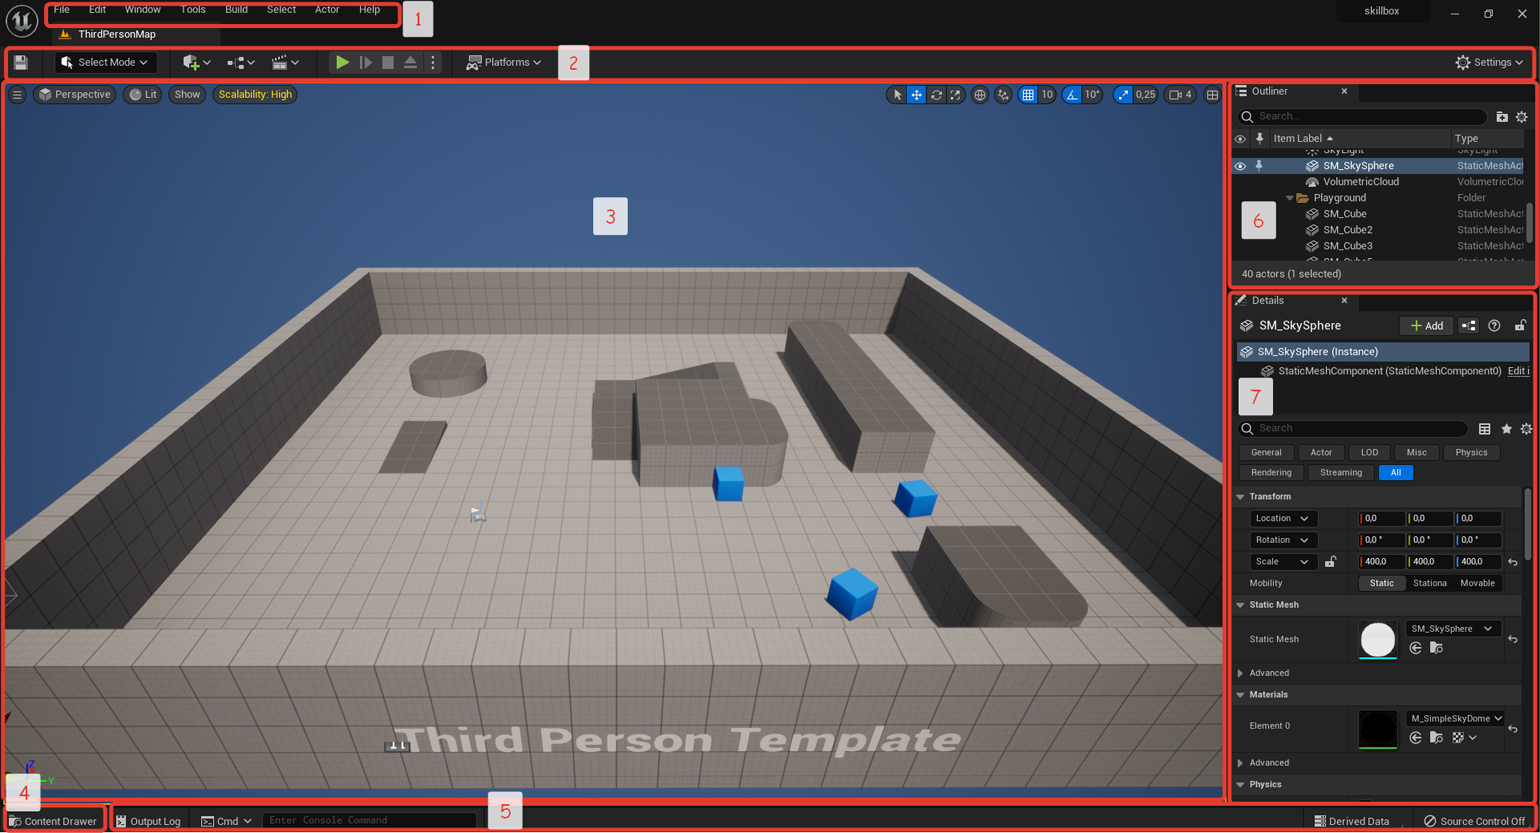 File Edit Window Tools Build Select Actor Help
1
skillbox
ThirdPersonMap
Select Mode
Platforms
2
Settings
Perspective
Lit
Show
Scalability: High
10
10°
0,25
4
3
Third Person Template
Z
Y
Outliner
Search...
Item Label
Type
SkyLight SkyLight
SM_SkySphere StaticMeshAct
VolumetricCloud VolumetricClou
Playground Folder
SM_Cube StaticMeshAct
SM_Cube2 StaticMeshAct
SM_Cube3 StaticMeshAct
6
40 actors (1 selected)
Details
SM_SkySphere
Add
SM_SkySphere (Instance)
StaticMeshComponent (StaticMeshComponent0) Edit i
7
Search
General Actor LOD Misc Physics
Rendering Streaming All
Transform
Location 0,0 0,0 0,0
Rotation 0,0 ° 0,0 ° 0,0 °
Scale 400,0 400,0 400,0
Mobility Static Stationa Movable
Static Mesh
Static Mesh SM_SkySphere
Advanced
Materials
Element 0 M_SimpleSkyDome
Advanced
Physics
4
5
Content Drawer
Output Log
Cmd
Enter Console Command
Derived Data
Source Control Off